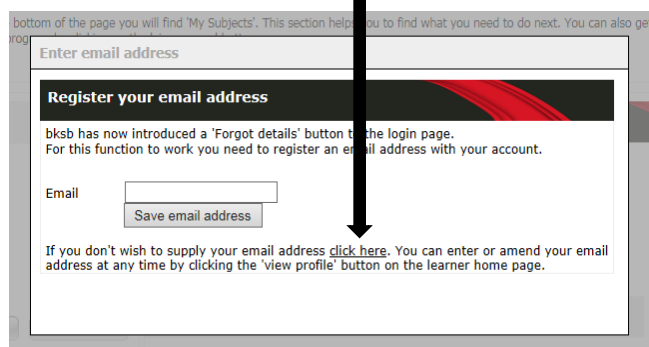 bottom of the page you will find 'My Subjects'. This section helps you to find what you need to do next. You can also ge
Enter email address
Register your email address
bksb has now introduced a 'Forgot details' button to the login page.
For this function to work you need to register an email address with your account.
Email
Save email address
If you don't wish to supply your email address click here. You can enter or amend your email
address at any time by clicking the 'view profile' button on the learner home page.